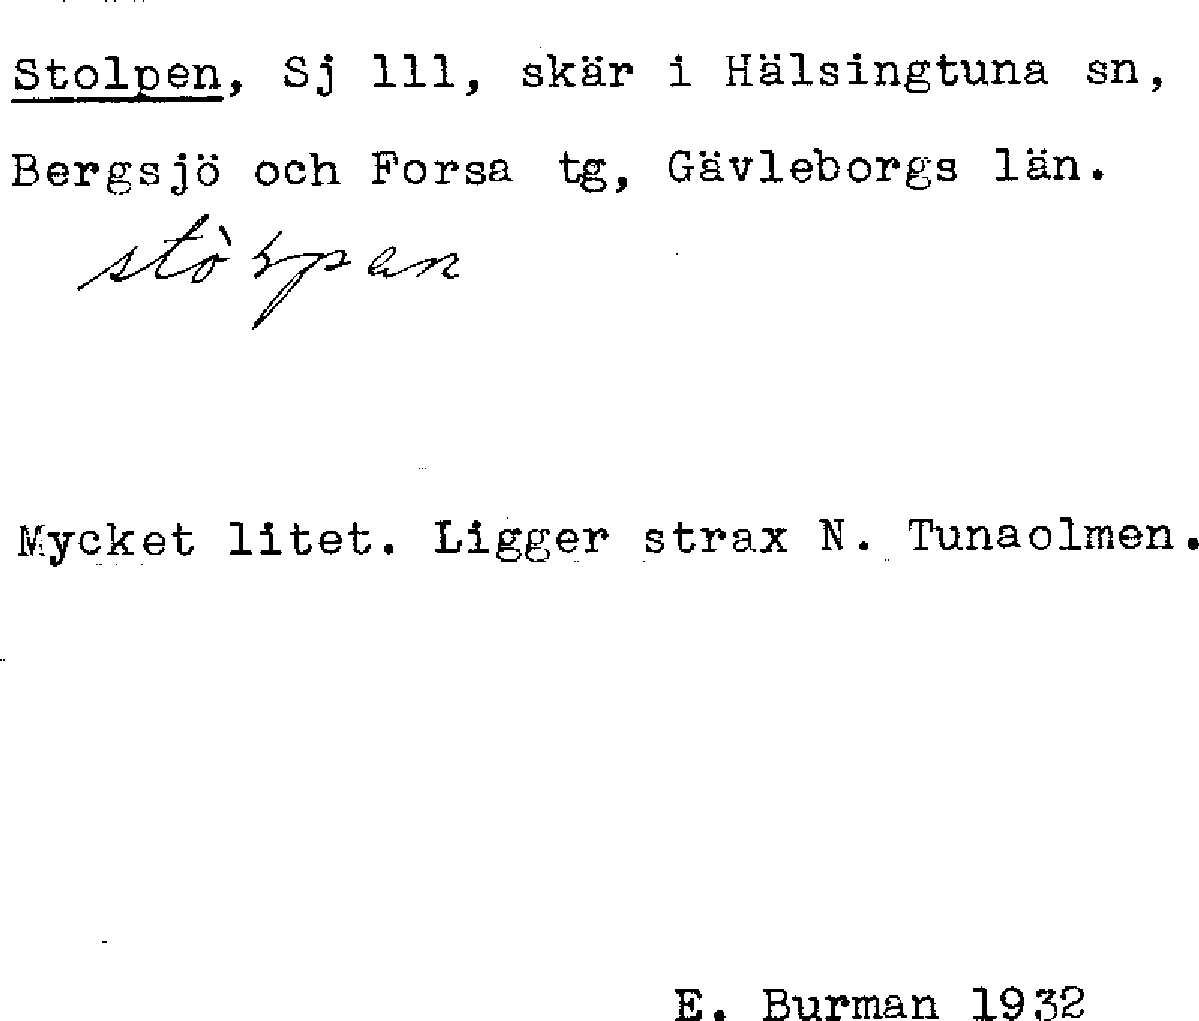 Stolpen, Sj 111, skär i Hälsingtuna sn,
Bergsjö och Forsa tg, Gävleborgs län.
Mycket litet. Ligger strax N. Tunaolmen.
E. Burman 1932